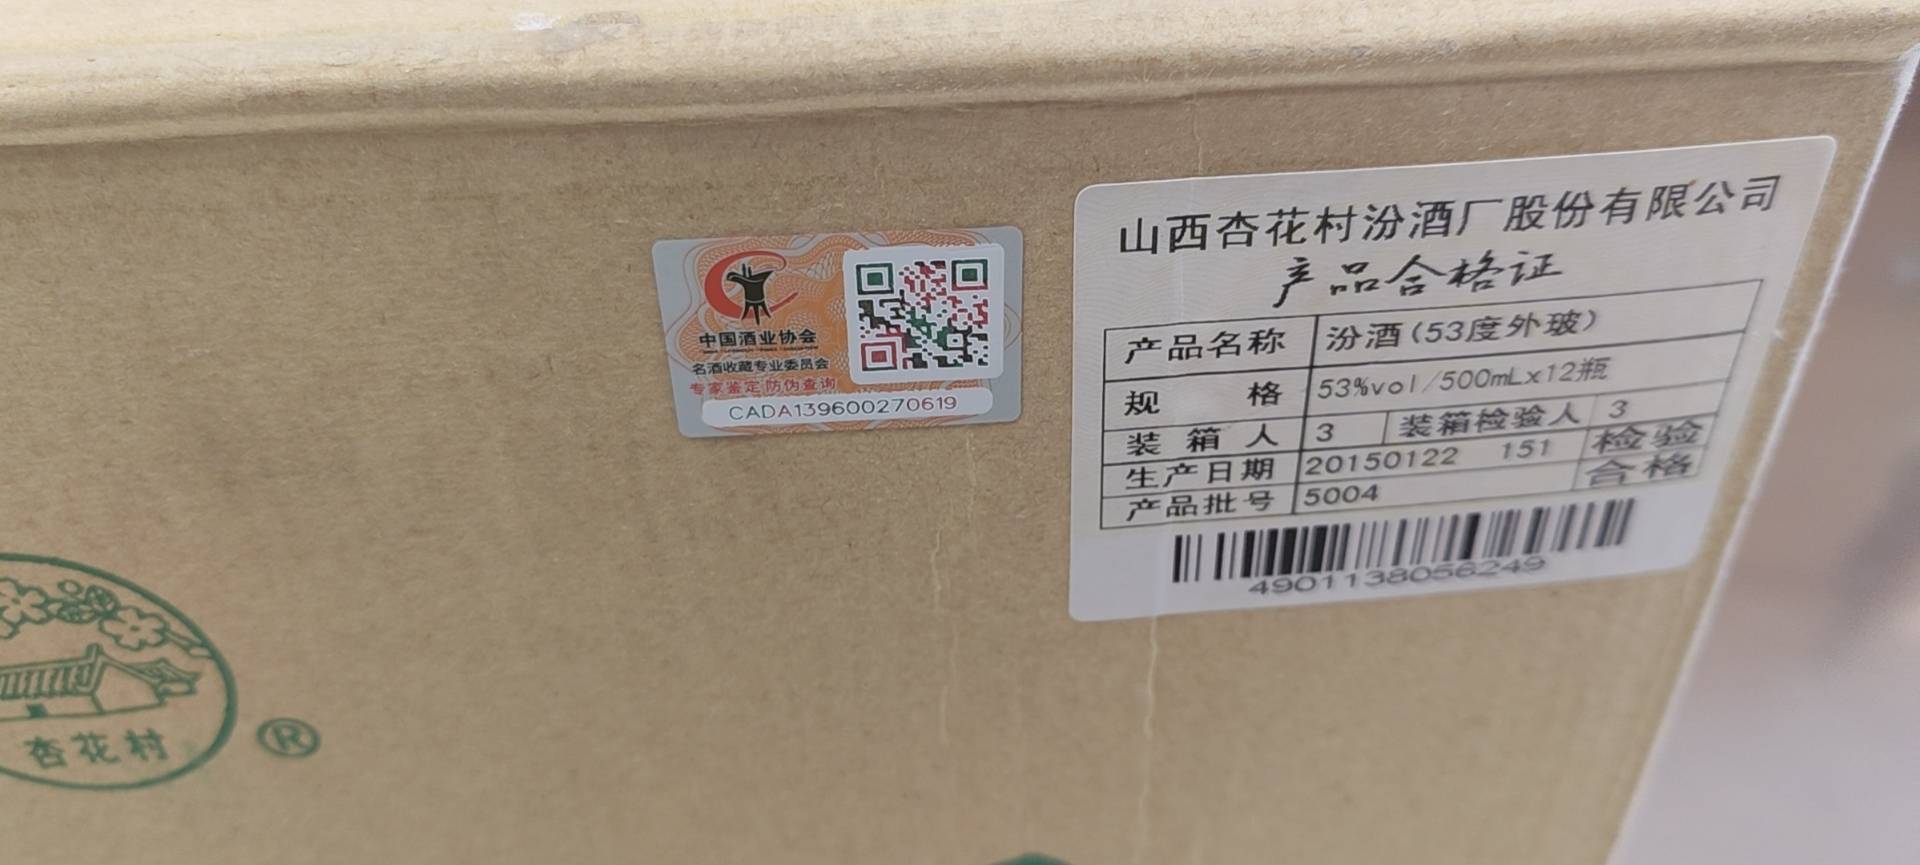 山西杏花村汾酒厂股份有限公司
产品合格证
产品名称 汾酒(53度外玻)
规 格 53%vol/500mLx12瓶
装箱人 3 装箱检验人 3
生产日期 20150122 151 检验
产品批号 5004 合格
4901138056249
中国酒业协会
名酒收藏专业委员会
专家鉴定防伪查询
CADA139600270619
杏花村
®